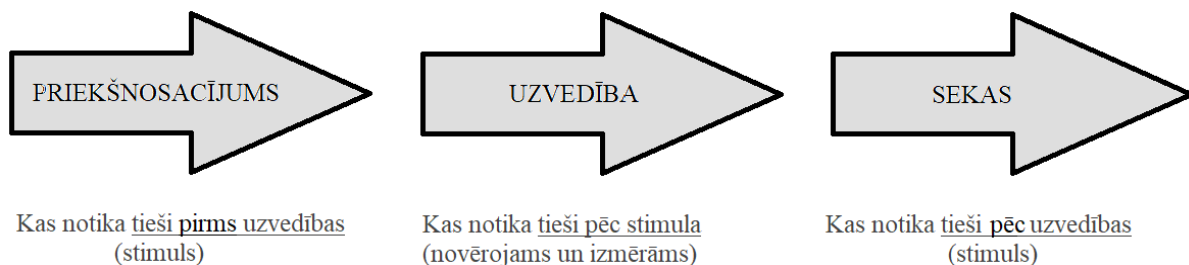 PRIEKŠNOSACĪJUMS
UZVEDĪBA
SEKAS
Kas notika tieši pirms uzvedības
(stimuls)
Kas notika tieši pēc stimula
(novērojams un izmērāms)
Kas notika tieši pēc uzvedības
(stimuls)